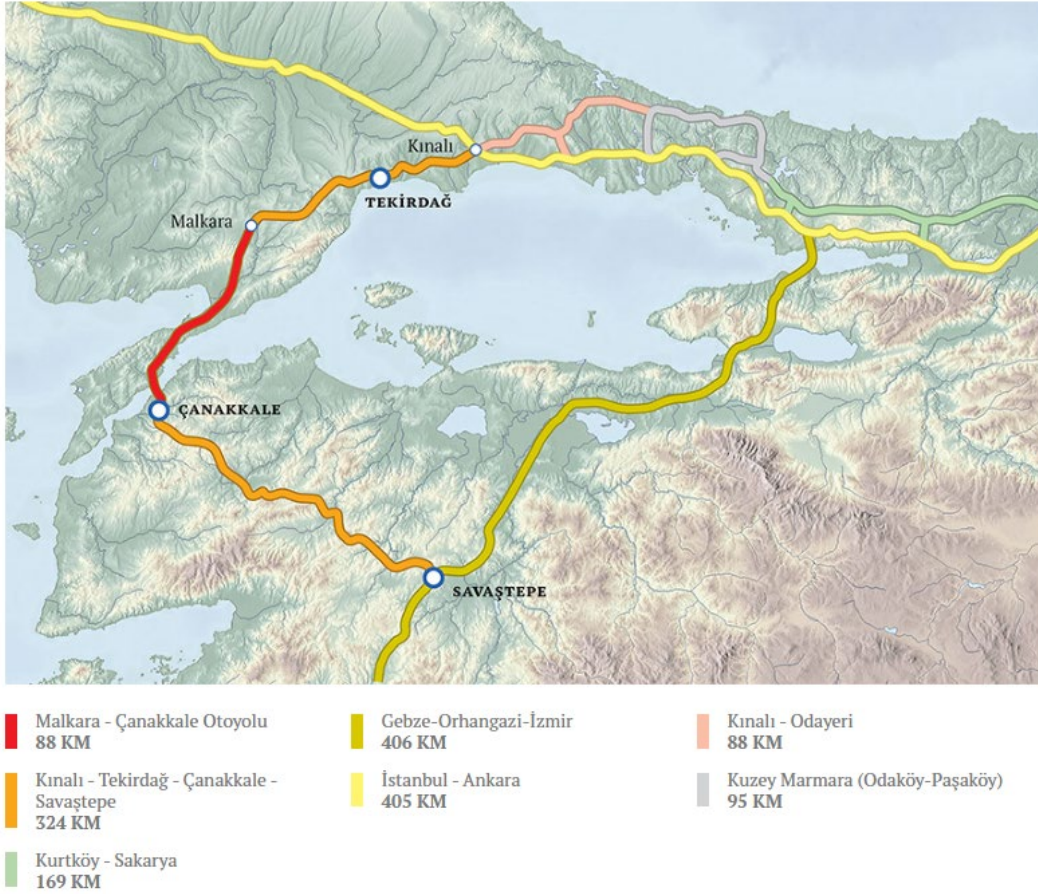 Kınalı
TEKİRDAĞ
Malkara
ÇANAKKALE
SAVAŞTEPE
Malkara - Çanakkale Otoyolu
88 KM
Kınalı - Tekirdağ - Çanakkale -
Savaştepe
324 KM
Kurtköy - Sakarya
169 KM
Gebze-Orhangazi-İzmir
406 KM
İstanbul - Ankara
405 KM
Kınalı - Odayeri
88 KM
Kuzey Marmara (Odaköy-Paşaköy)
95 KM